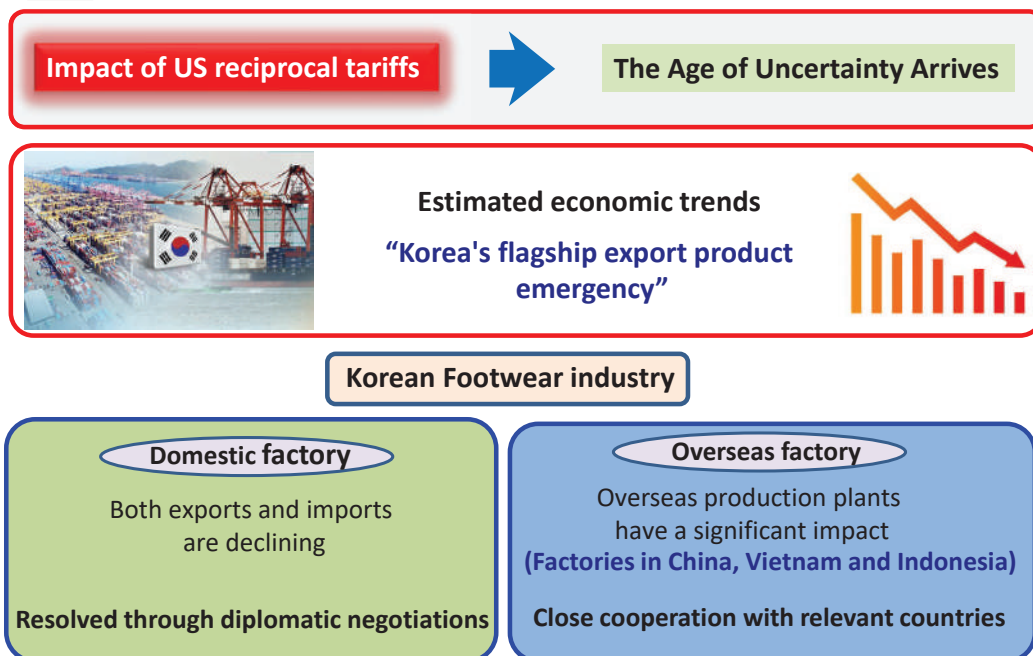 Impact of US reciprocal tariffs
The Age of Uncertainty Arrives
Estimated economic trends
“Korea's flagship export product
emergency”
Korean Footwear industry
Domestic factory
Both exports and imports
are declining
Resolved through diplomatic negotiations
Overseas factory
Overseas production plants
have a significant impact
(Factories in China, Vietnam and Indonesia)
Close cooperation with relevant countries